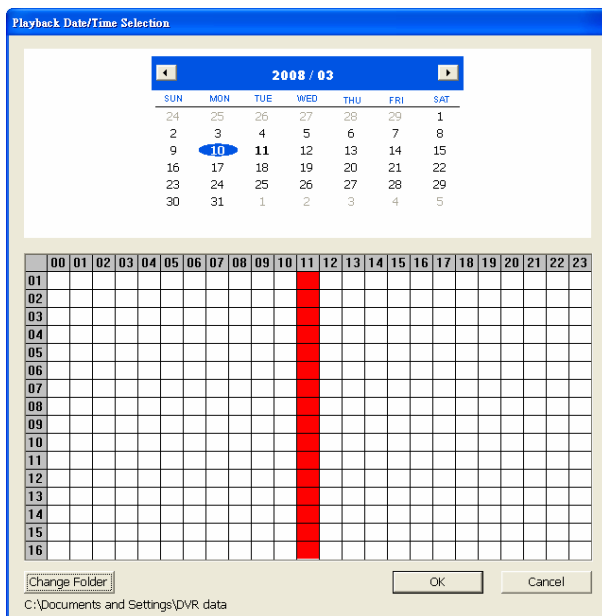 Playback Date/Time Selection
2008 / 03
SUN MON TUE WED THU FRI SAT
24 25 26 27 28 29 1
2 3 4 5 6 7 8
9 10 11 12 13 14 15
16 17 18 19 20 21 22
23 24 25 26 27 28 29
30 31 1 2 3 4 5
00 01 02 03 04 05 06 07 08 09 10 11 12 13 14 15 16 17 18 19 20 21 22 23
01
02
03
04
05
06
07
08
09
10
11
12
13
14
15
16
Change Folder OK Cancel
C:\Documents and Settings\DVR data